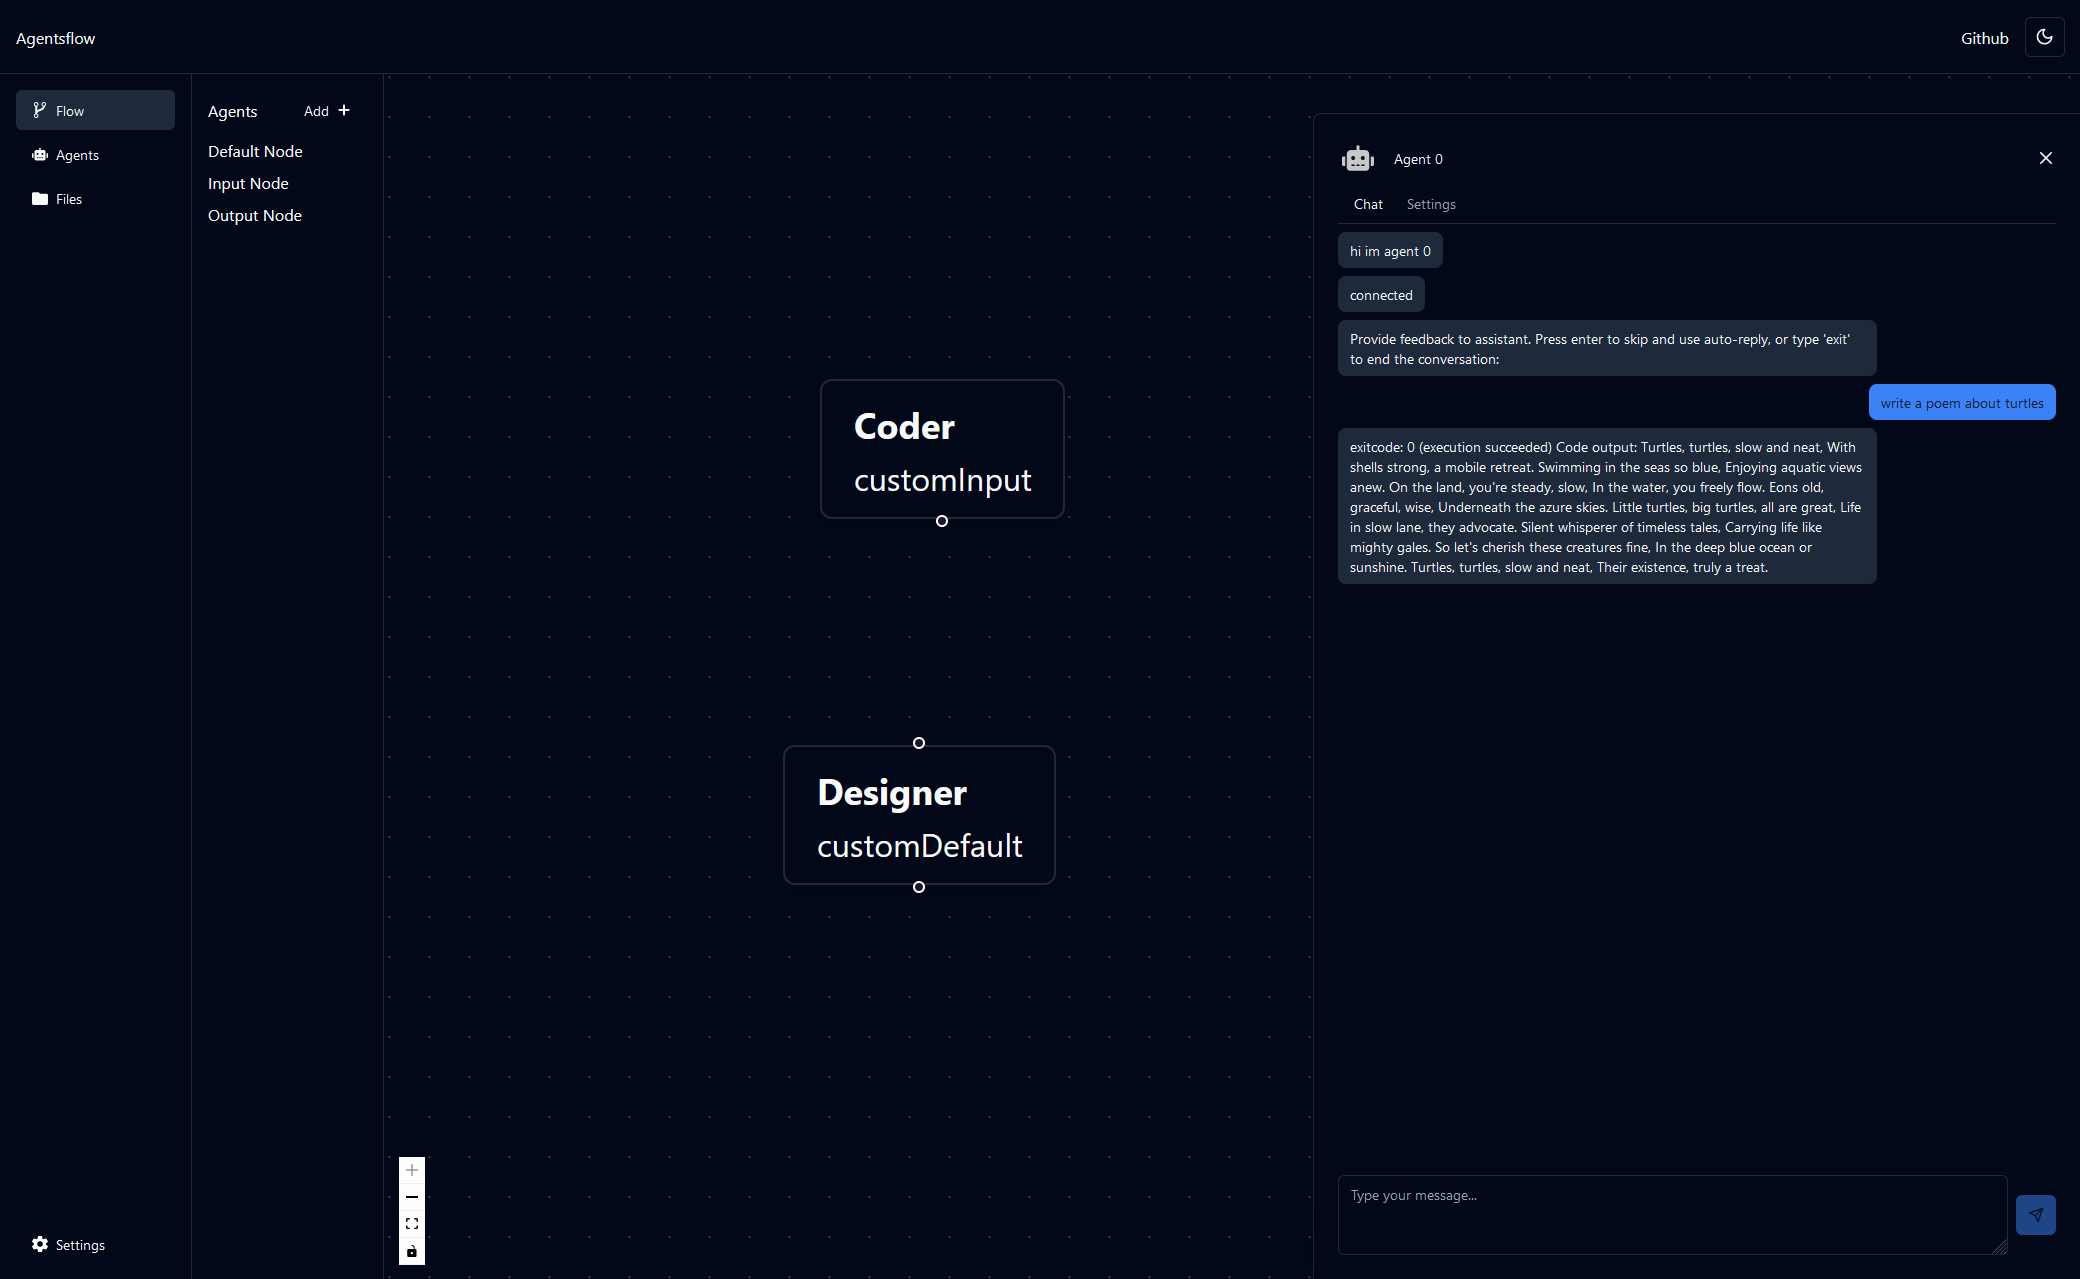 Agentsflow
Github
Flow
Agents
Files
Settings
Agents
Add
Default Node
Input Node
Output Node
Coder
customInput
Designer
customDefault
Agent 0
Chat
Settings
hi im agent 0
connected
Provide feedback to assistant. Press enter to skip and use auto-reply, or type 'exit'
to end the conversation:
write a poem about turtles
exitcode: 0 (execution succeeded) Code output: Turtles, turtles, slow and neat, With
shells strong, a mobile retreat. Swimming in the seas so blue, Enjoying aquatic views
anew. On the land, you're steady, slow, In the water, you freely flow. Eons old,
graceful, wise, Underneath the azure skies. Little turtles, big turtles, all are great, Life
in slow lane, they advocate. Silent whisperer of timeless tales, Carrying life like
mighty gales. So let's cherish these creatures fine, In the deep blue ocean or
sunshine. Turtles, turtles, slow and neat, Their existence, truly a treat.
Type your message...